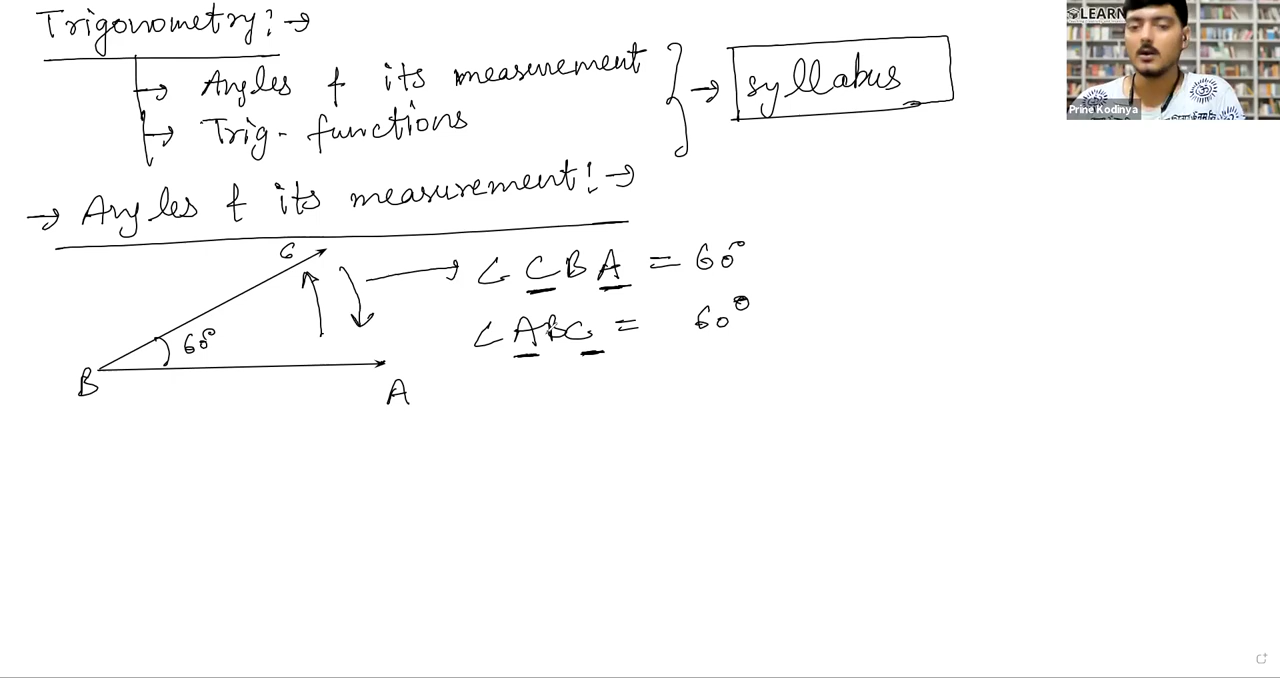 Trigonometry:→
LEARN
→ Angles & its measurement
→ Trig- functions
→ syllabus
Prine Kodinya
→ Angles & its measurement:→
C
60°
B
A
∠CBA = 60°
∠ABC = 60°